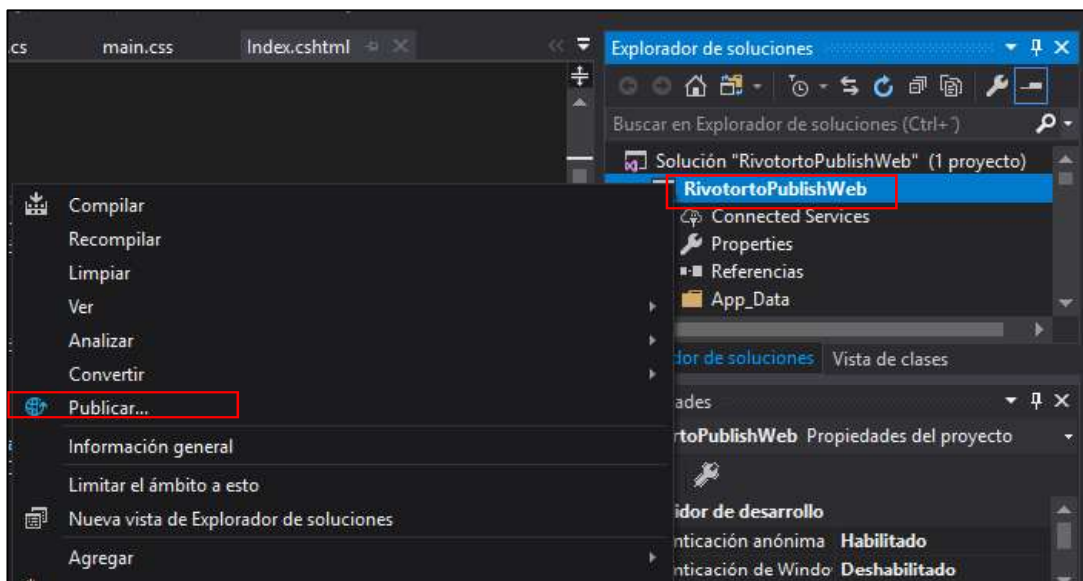 .cs
main.css
Index.cshtml
Explorador de soluciones
Buscar en Explorador de soluciones (Ctrl+¨)
Solución "RivotortoPublishWeb" (1 proyecto)
RivotortoPublishWeb
Connected Services
Properties
Referencias
App_Data
dor de soluciones
Vista de clases
ades
rtoPublishWeb Propiedades del proyecto
idor de desarrollo
nticación anónima Habilitado
nticación de Windo Deshabilitado
Compilar
Recompilar
Limpiar
Ver
Analizar
Convertir
Publicar...
Información general
Limitar el ámbito a esto
Nueva vista de Explorador de soluciones
Agregar